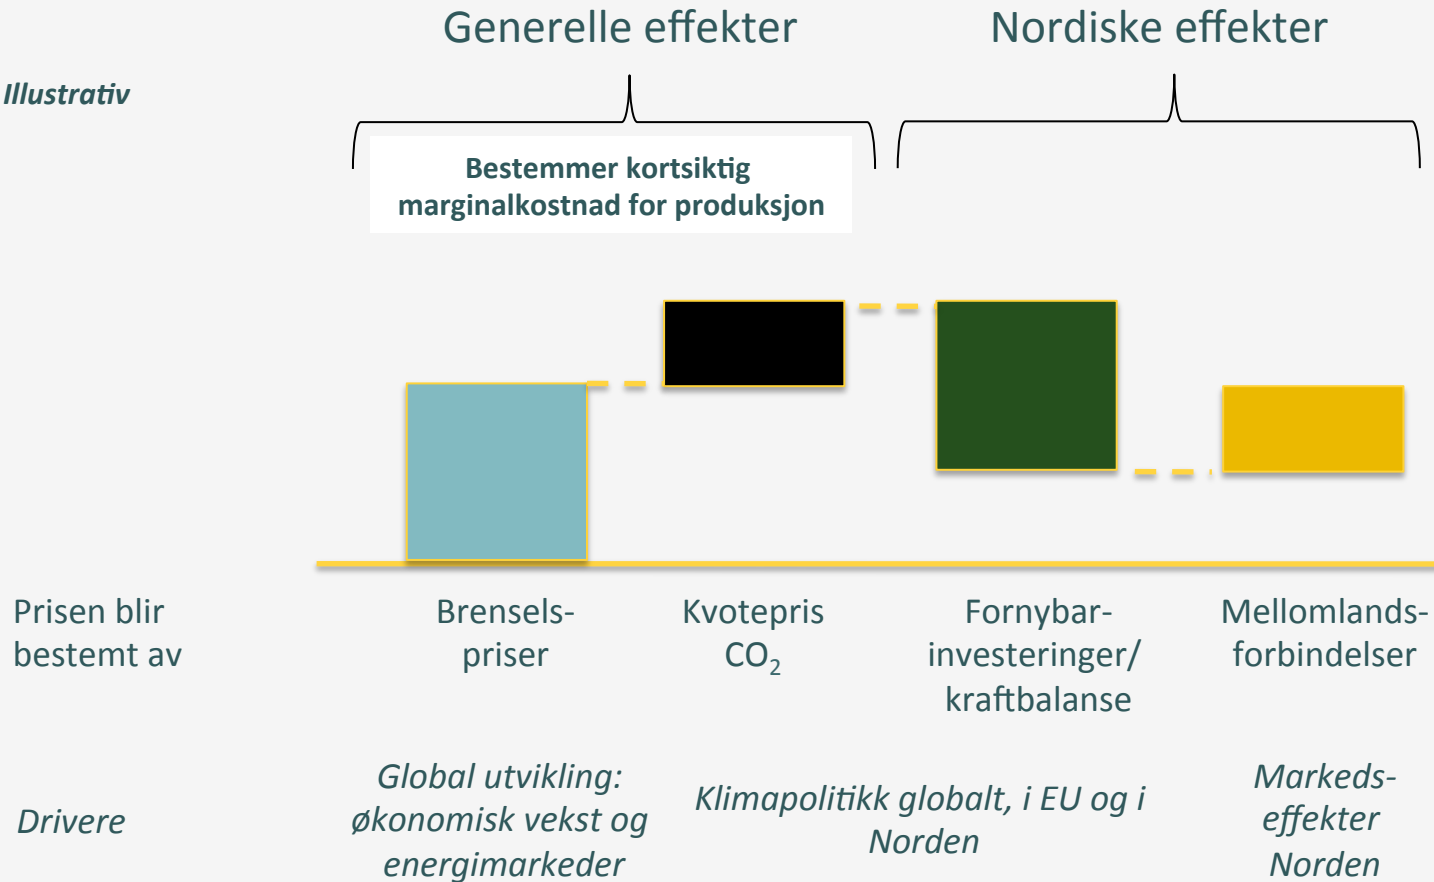 Generelle effekter
Nordiske effekter
Illustrativ
Bestemmer kortsiktig
marginalkostnad for produksjon
Prisen blir
bestemt av
Brensels-
priser
Kvotepris
CO₂
Fornybar-
investeringer/
kraftbalanse
Mellomlands-
forbindelser
Drivere
Global utvikling:
økonomisk vekst og
energimarkeder
Klimapolitikk globalt, i EU og i
Norden
Markeds-
effekter
Norden